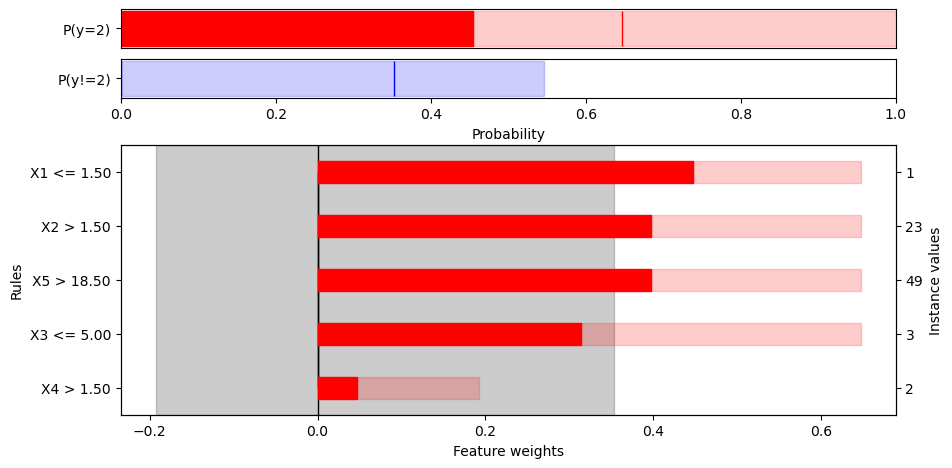 P(y=2)
P(y!=2)
0.0 0.2 0.4 0.6 0.8 1.0
Probability
X1 <= 1.50 1
X2 > 1.50 23
X5 > 18.50 49
X3 <= 5.00 3
X4 > 1.50 2
Rules
Instance values
−0.2 0.0 0.2 0.4 0.6
Feature weights